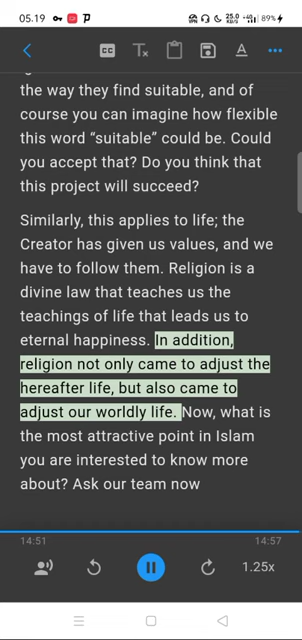 05.19
25.0 KB/s
4G
89%
the way they find suitable, and of
course you can imagine how flexible
this word “suitable” could be. Could
you accept that? Do you think that
this project will succeed?
Similarly, this applies to life; the
Creator has given us values, and we
have to follow them. Religion is a
divine law that teaches us the
teachings of life that leads us to
eternal happiness. In addition,
religion not only came to adjust the
hereafter life, but also came to
adjust our worldly life. Now, what is
the most attractive point in Islam
you are interested to know more
about? Ask our team now
14:51
14:57
1.25x